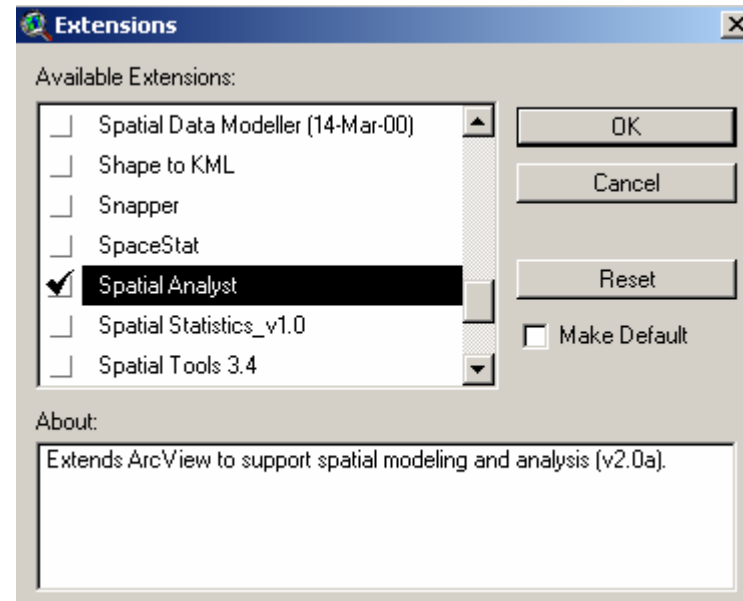 Extensions
Available Extensions:
Spatial Data Modeller (14-Mar-00)
Shape to KML
Snapper
SpaceStat
Spatial Analyst
Spatial Statistics_v1.0
Spatial Tools 3.4
OK
Cancel
Reset
Make Default
About:
Extends ArcView to support spatial modeling and analysis (v2.0a).